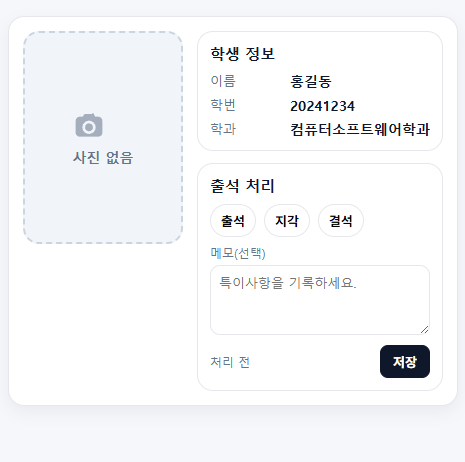 사진 없음
학생 정보
이름 홍길동
학번 20241234
학과 컴퓨터소프트웨어학과
출석 처리
출석 지각 결석
메모(선택)
특이사항을 기록하세요.
처리 전 저장